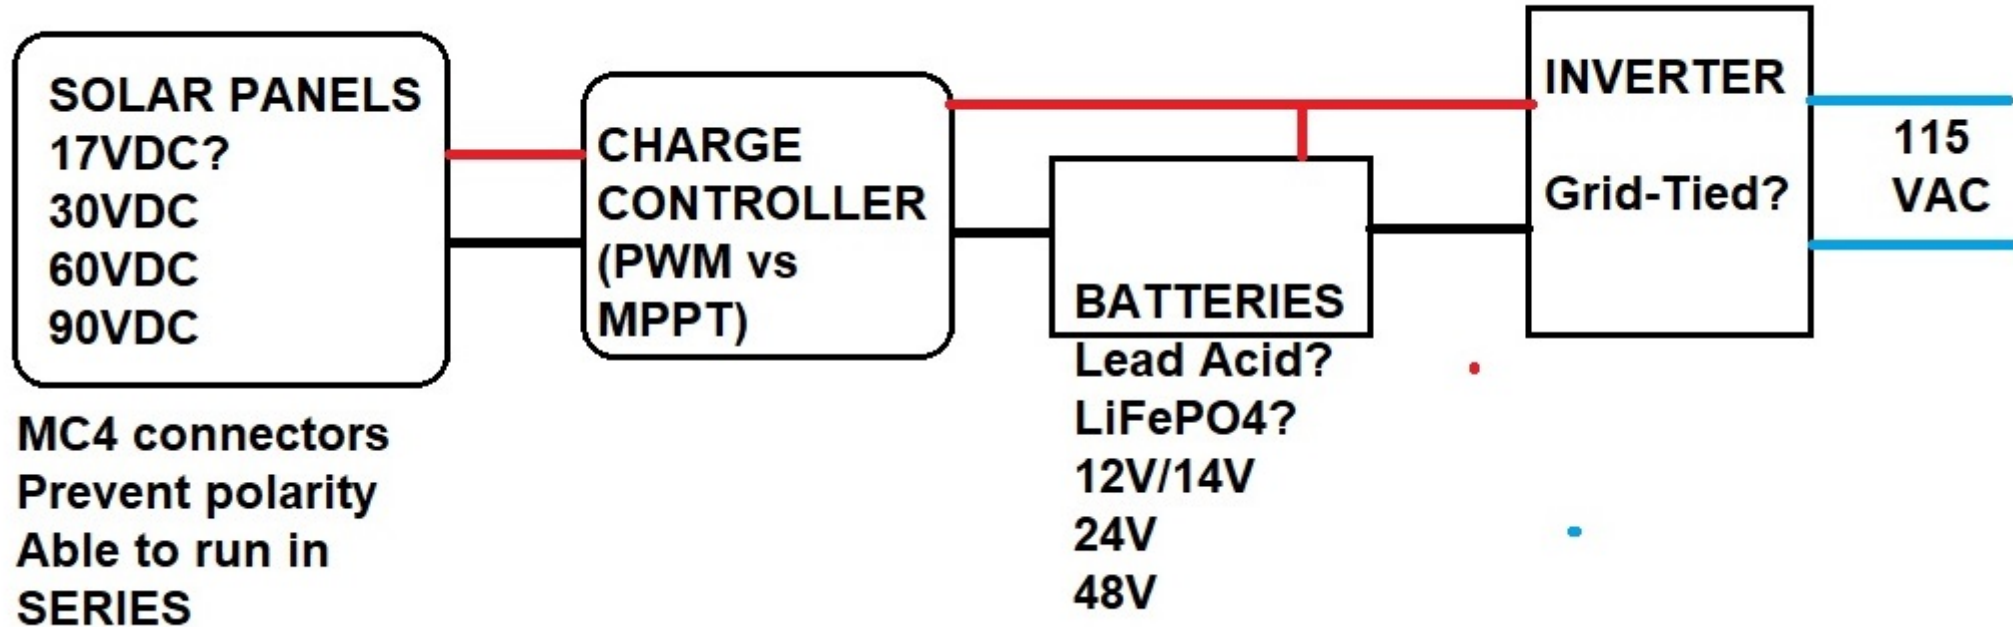 SOLAR PANELS
17VDC?
30VDC
60VDC
90VDC
MC4 connectors
Prevent polarity
Able to run in
SERIES
CHARGE
CONTROLLER
(PWM vs
MPPT)
BATTERIES
Lead Acid?
LiFePO4?
12V/14V
24V
48V
INVERTER
Grid-Tied?
115
VAC